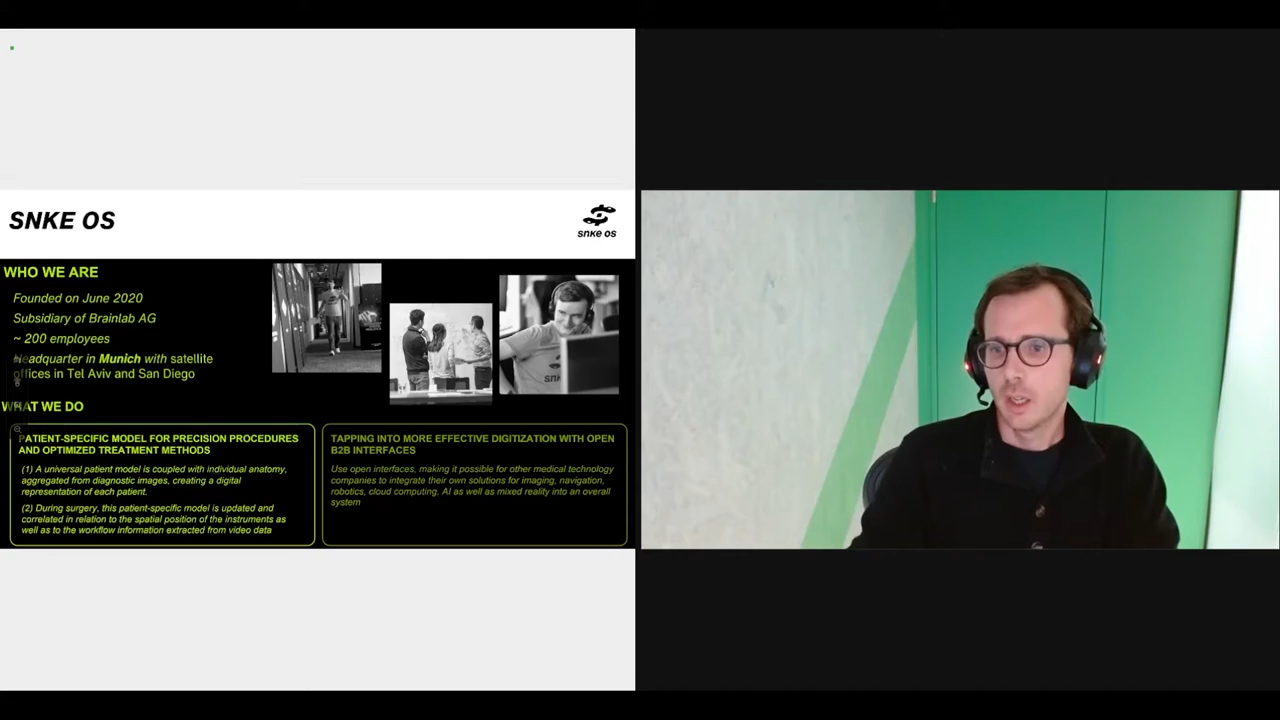 SNKE OS
snke os
WHO WE ARE
Founded on June 2020
Subsidiary of Brainlab AG
~ 200 employees
Headquarter in Munich with satellite
offices in Tel Aviv and San Diego
WHAT WE DO
PATIENT-SPECIFIC MODEL FOR PRECISION PROCEDURES
AND OPTIMIZED TREATMENT METHODS
(1) A universal patient model is coupled with individual anatomy,
aggregated from diagnostic images, creating a digital
representation of each patient.
(2) During surgery, this patient-specific model is updated and
correlated in relation to the spatial position of the instruments as
well as to the workflow information extracted from video data
TAPPING INTO MORE EFFECTIVE DIGITIZATION WITH OPEN
B2B INTERFACES
Use open interfaces, making it possible for other medical technology
companies to integrate their own solutions for imaging, navigation,
robotics, cloud computing, AI as well as mixed reality into an overall
system